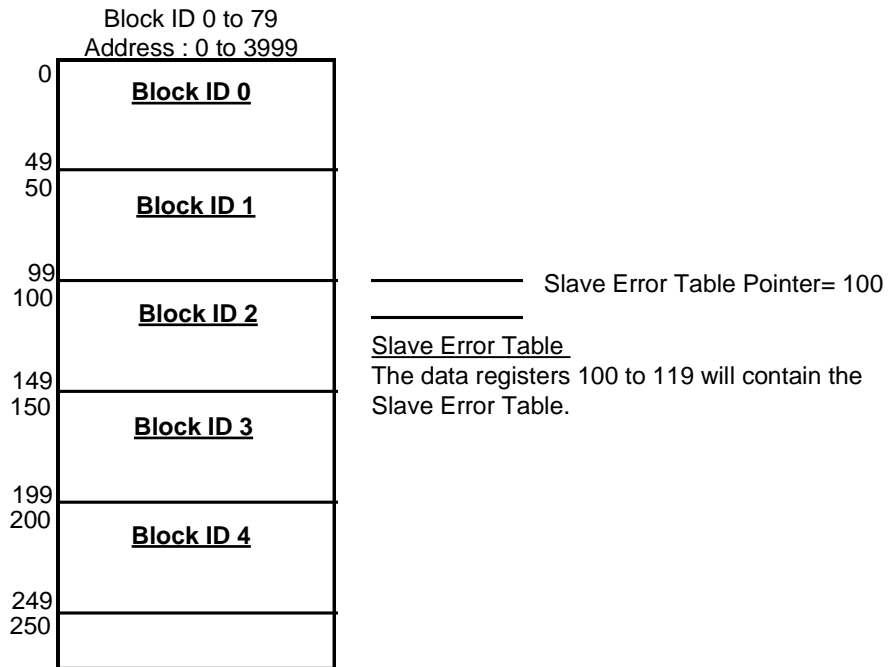 Block ID 0 to 79
Address : 0 to 3999
0
Block ID 0
49
50
Block ID 1
99
100
Slave Error Table Pointer= 100
Block ID 2
Slave Error Table
The data registers 100 to 119 will contain the
Slave Error Table.
149
150
Block ID 3
199
200
Block ID 4
249
250